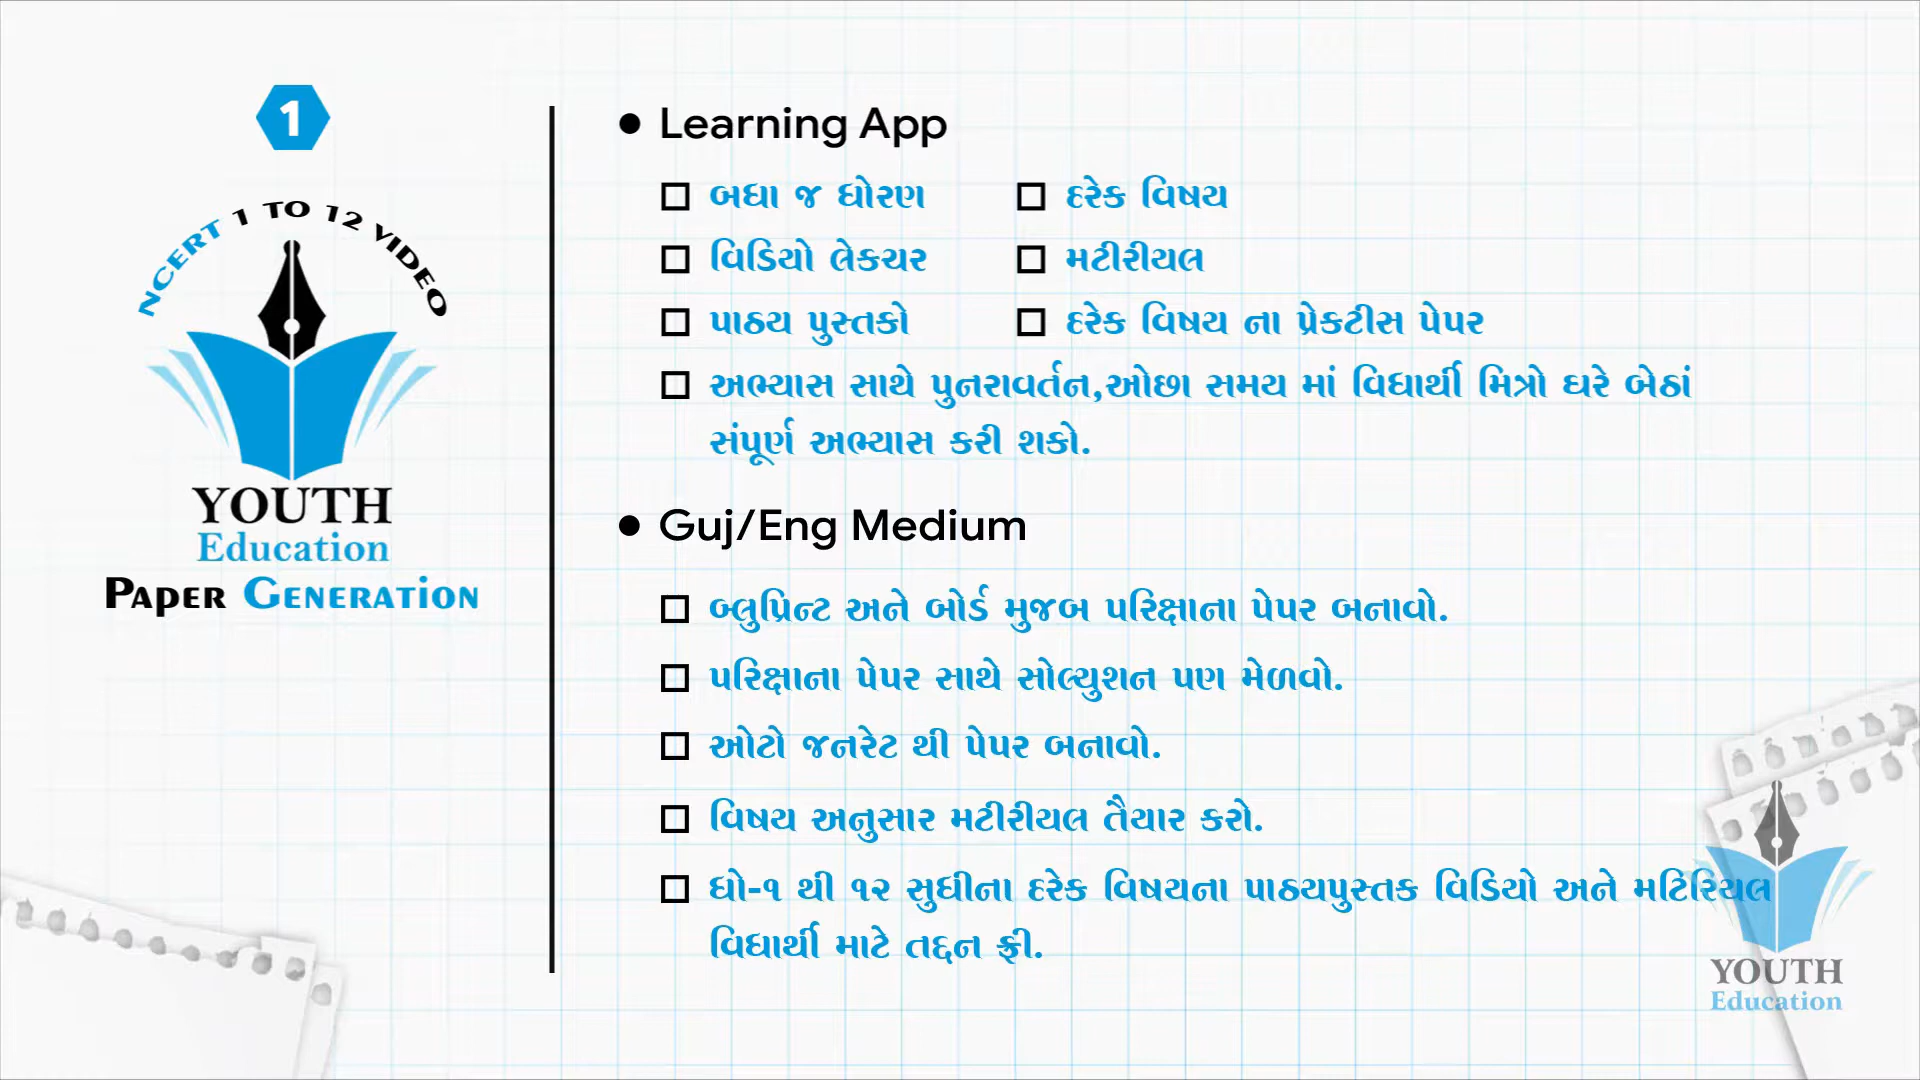 1
NCERT 1 TO 12 VIDEO
YOUTH
Education
PAPER GENERATION
● Learning App
બધા જ ધોરણ
દરેક વિષય
વિડિયો લેકચર
મટીરીયલ
પાઠય પુસ્તકો
દરેક વિષય ના પ્રેકટીસ પેપર
અભ્યાસ સાથે પુનરાવર્તન,ઓછા સમય માં વિદ્યાર્થી મિત્રો ઘરે બેઠાં
સંપૂર્ણ અભ્યાસ કરી શકો.
● Guj/Eng Medium
બ્લુપ્રિન્ટ અને બોર્ડ મુજબ પરિક્ષાના પેપર બનાવો.
પરિક્ષાના પેપર સાથે સોલ્યુશન પણ મેળવો.
ઓટો જનરેટ થી પેપર બનાવો.
વિષય અનુસાર મટીરીયલ તૈયાર કરો.
ધો-૧ થી ૧૨ સુધીના દરેક વિષયના પાઠયપુસ્તક વિડિયો અને મટિરિયલ
વિદ્યાર્થી માટે તદ્દન ફ્રી.
YOUTH
Education